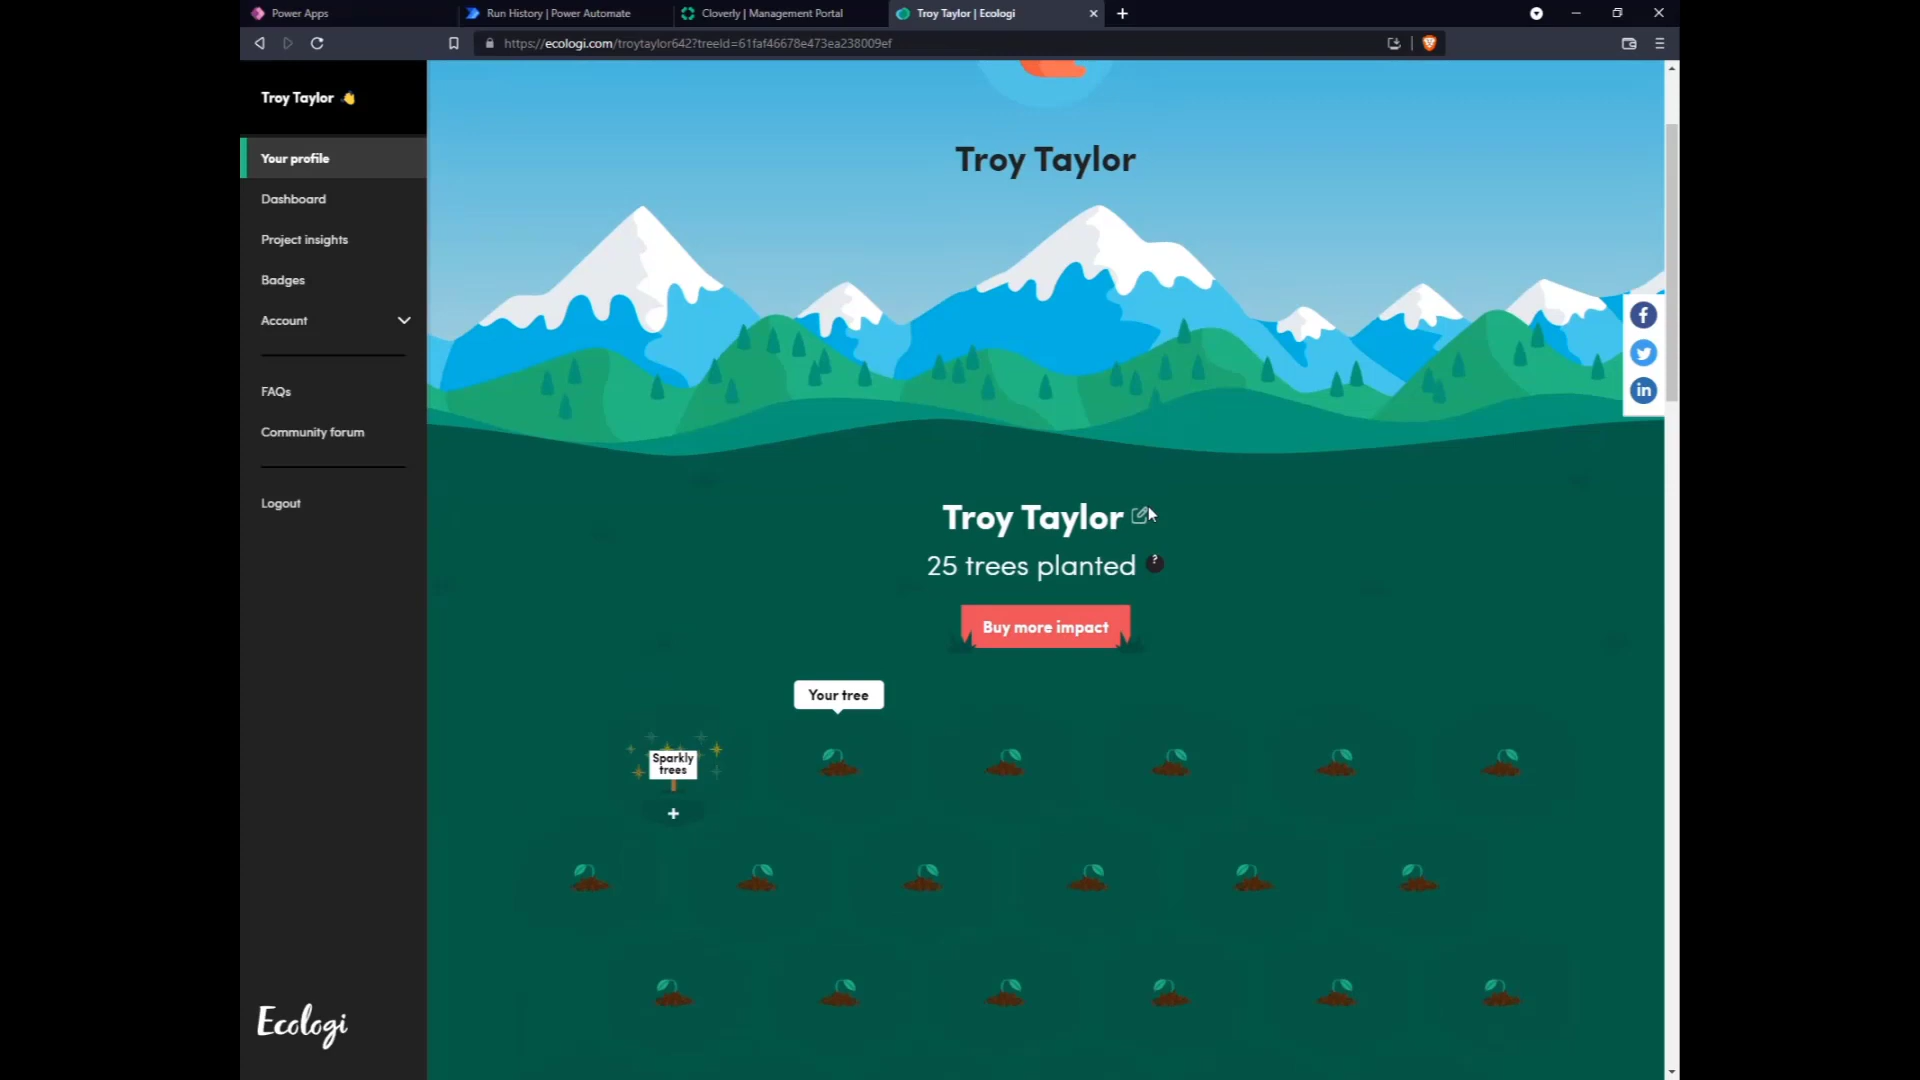 Power Apps
Run History | Power Automate
Cloverly | Management Portal
Troy Taylor | Ecologi
https://ecologi.com/troytaylor642?treeId=61faf46678e473ea238009ef
Troy Taylor
Your profile
Dashboard
Project insights
Badges
Account
FAQs
Community forum
Logout
Ecologi
Troy Taylor
f
in
Troy Taylor
25 trees planted ?
Buy more impact
Your tree
Sparkly
trees
+